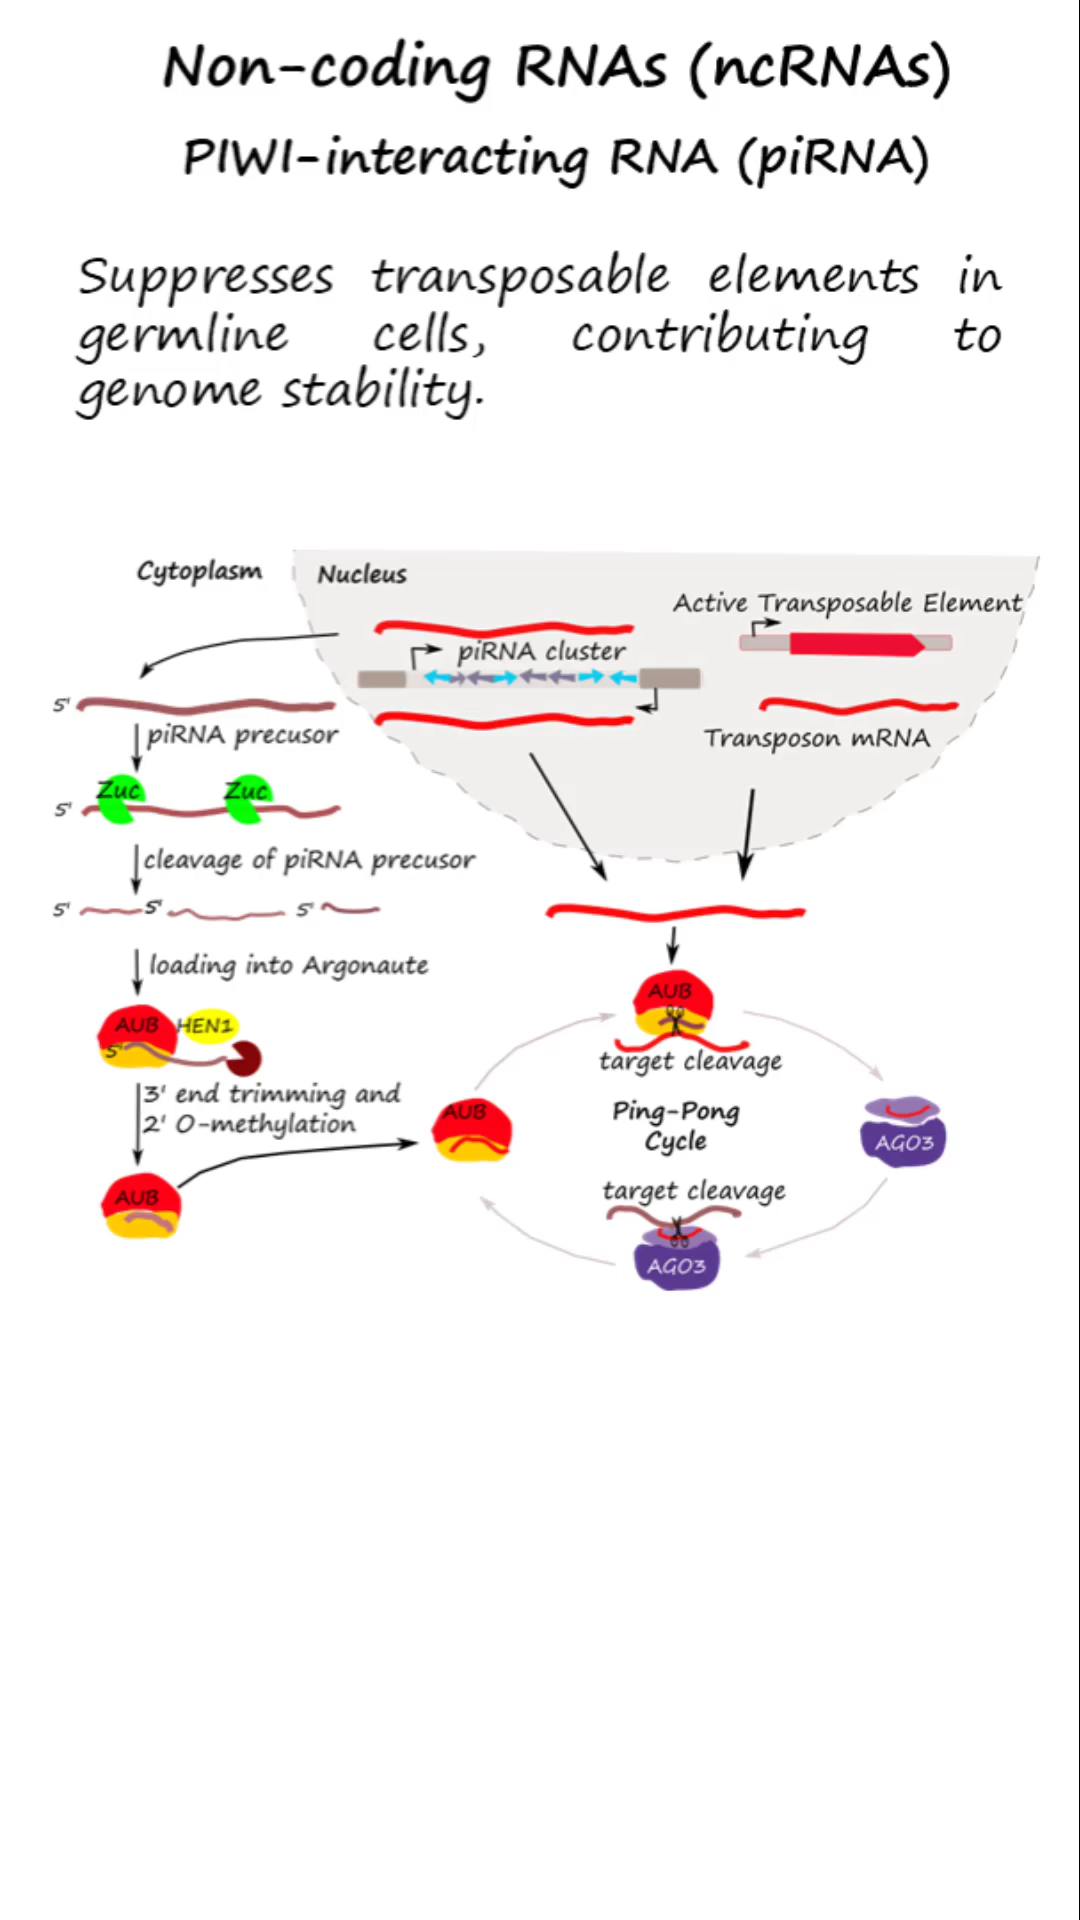 Non-coding RNAs (ncRNAs)
PIWI-interacting RNA (piRNA)
Suppresses transposable elements in
germline cells, contributing to
genome stability.
Cytoplasm
Nucleus
Active Transposable Element
piRNA cluster
5'
piRNA precusor
Transposon mRNA
Zuc
Zuc
5'
cleavage of piRNA precusor
5'
5'
5'
loading into Argonaute
AUB
HEN1
5'
3' end trimming and
2' O-methylation
AUB
AUB
AUB
target cleavage
Ping-Pong
Cycle
AGO3
target cleavage
AGO3